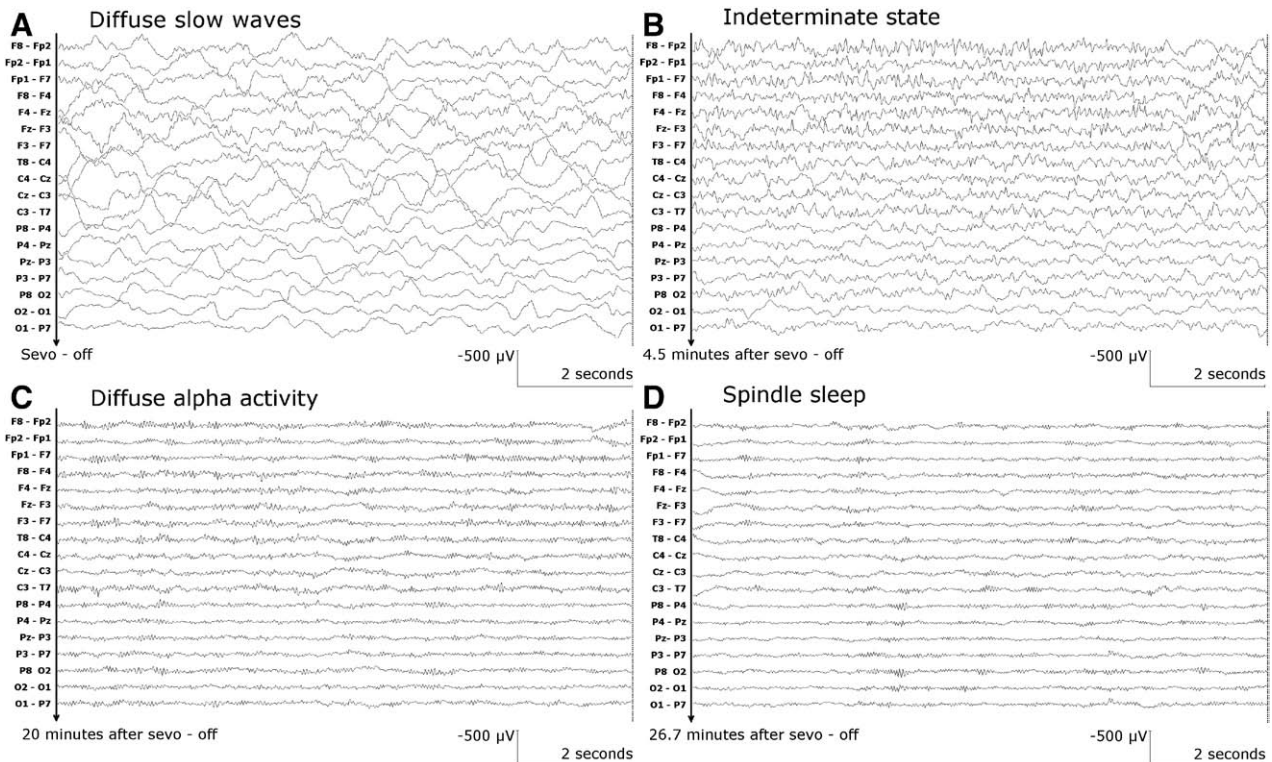 A Diffuse slow waves
F8 - Fp2
Fp2 - Fp1
Fp1 - F7
F8 - F4
F4 - Fz
Fz- F3
F3 - F7
T8 - C4
C4 - Cz
Cz - C3
C3 - T7
P8 - P4
P4 - Pz
Pz- P3
P3 - P7
P8 O2
O2 - O1
O1 - P7
Sevo - off
-500 µV
2 seconds
B Indeterminate state
F8 - Fp2
Fp2 - Fp1
Fp1 - F7
F8 - F4
F4 - Fz
Fz- F3
F3 - F7
T8 - C4
C4 - Cz
Cz - C3
C3 - T7
P8 - P4
P4 - Pz
Pz- P3
P3 - P7
P8 O2
O2 - O1
O1 - P7
4.5 minutes after sevo - off
-500 µV
2 seconds
C Diffuse alpha activity
F8 - Fp2
Fp2 - Fp1
Fp1 - F7
F8 - F4
F4 - Fz
Fz- F3
F3 - F7
T8 - C4
C4 - Cz
Cz - C3
C3 - T7
P8 - P4
P4 - Pz
Pz- P3
P3 - P7
P8 O2
O2 - O1
O1 - P7
20 minutes after sevo - off
-500 µV
2 seconds
D Spindle sleep
F8 - Fp2
Fp2 - Fp1
Fp1 - F7
F8 - F4
F4 - Fz
Fz- F3
F3 - F7
T8 - C4
C4 - Cz
Cz - C3
C3 - T7
P8 - P4
P4 - Pz
Pz- P3
P3 - P7
P8 O2
O2 - O1
O1 - P7
26.7 minutes after sevo - off
-500 µV
2 seconds